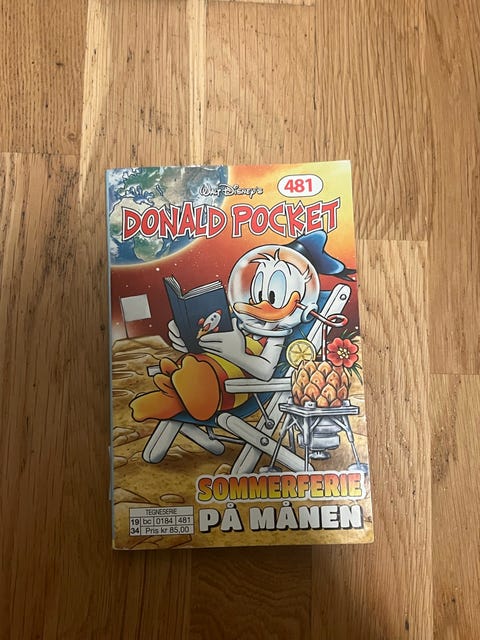 Walt Disney's
481
DONALD POCKET
SOMMERFERIE
PÅ MÅNEN
TEGNESERIE
19 bc 0184 481
34 Pris kr 85,00